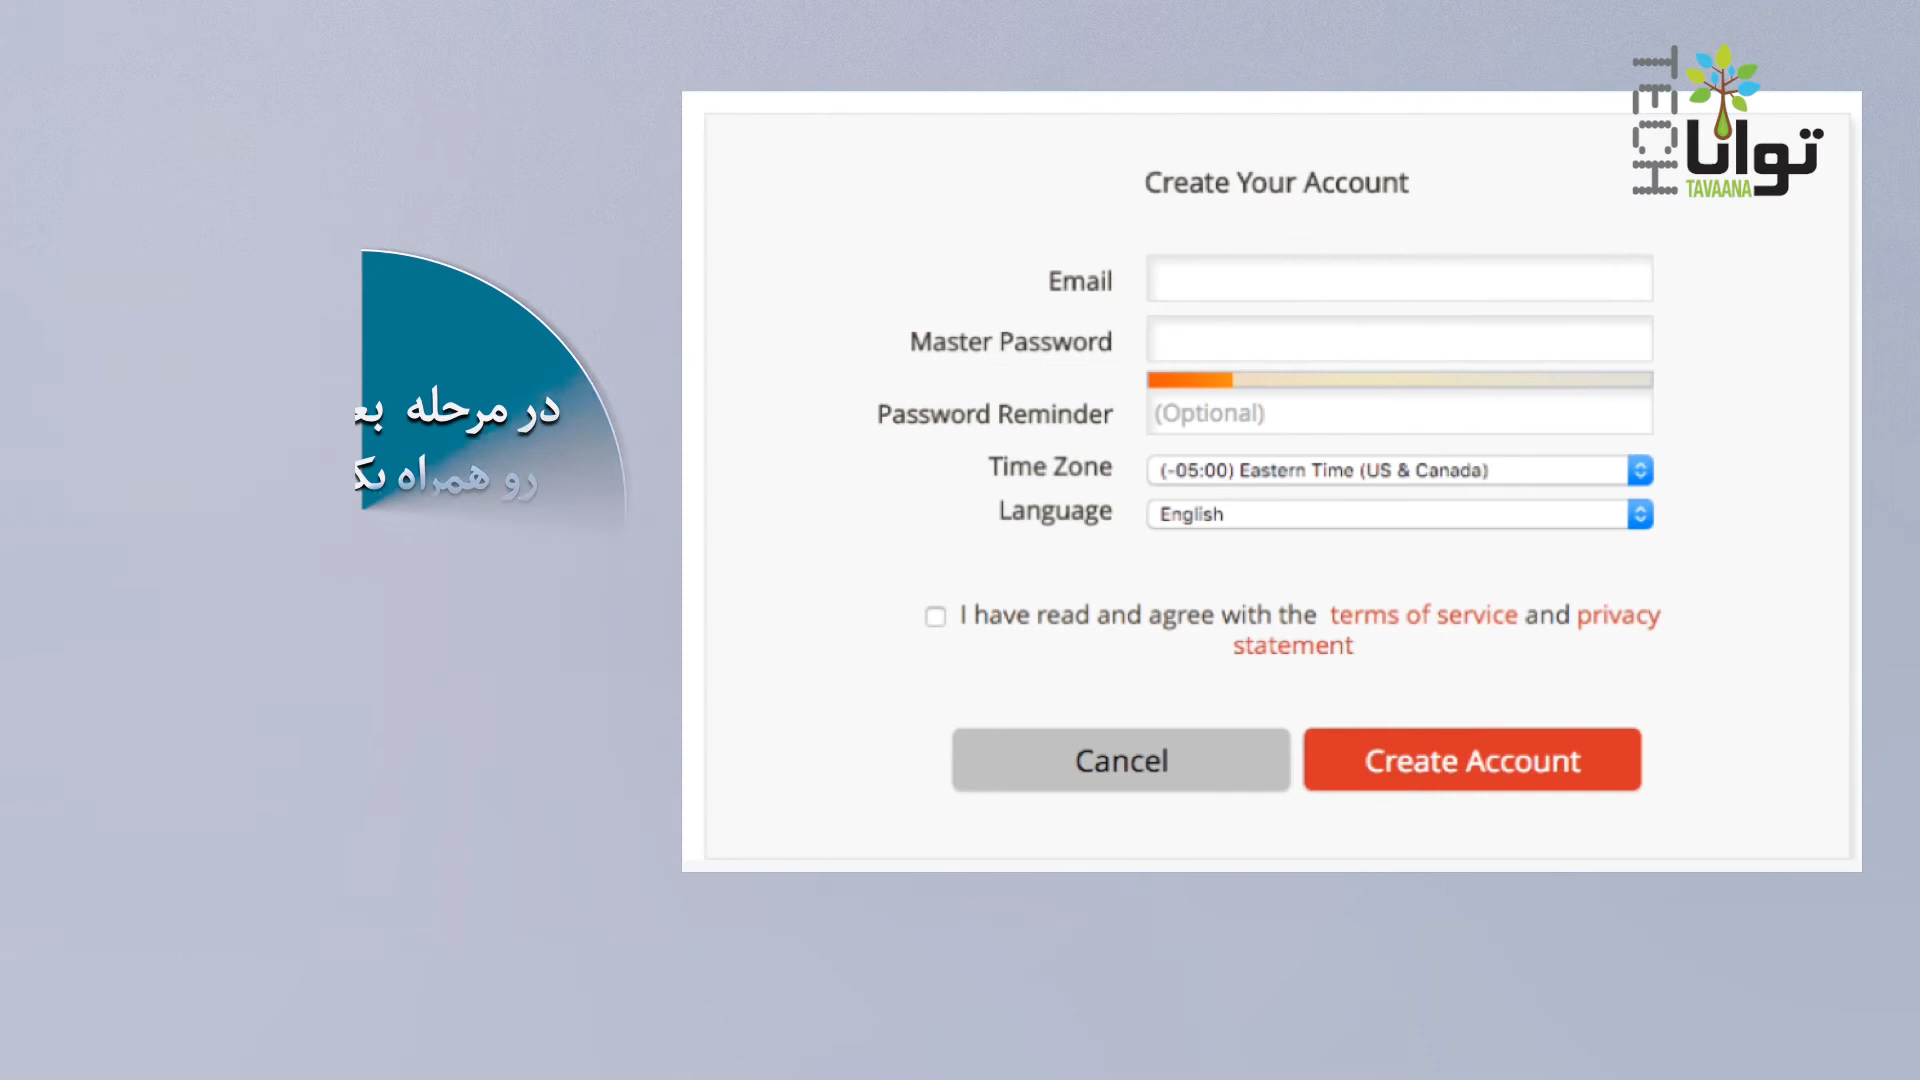 TECH
توانا
TAVAANA
Create Your Account
Email
Master Password
Password Reminder
(Optional)
Time Zone
(-05:00) Eastern Time (US & Canada)
Language
English
I have read and agree with the terms of service and privacy
statement
Cancel
Create Account
در مرحله
رو همراه